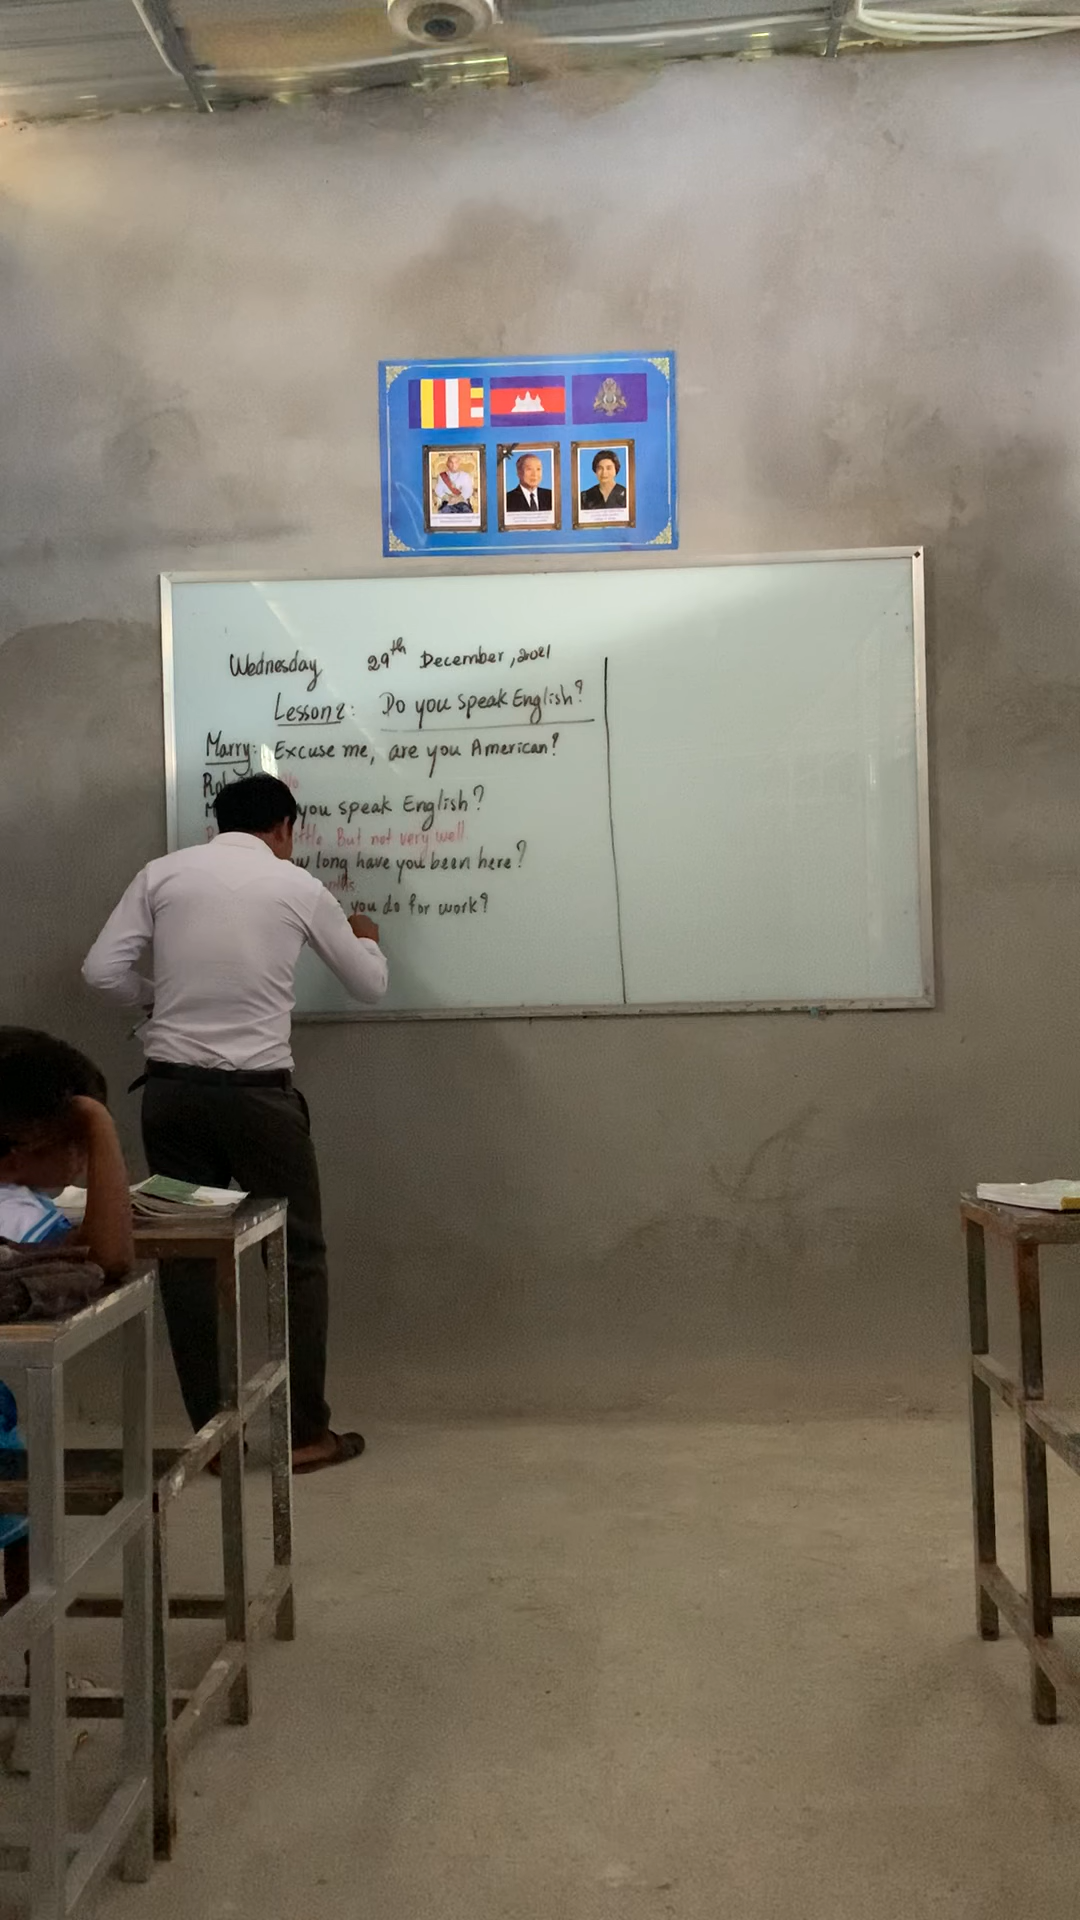 Wednesday 29th December, 2021
Lesson 2: Do you speak English?
Marry: Excuse me, are you American?
No
you speak English?
little. But not very well.
long have you been here?
you do for work?